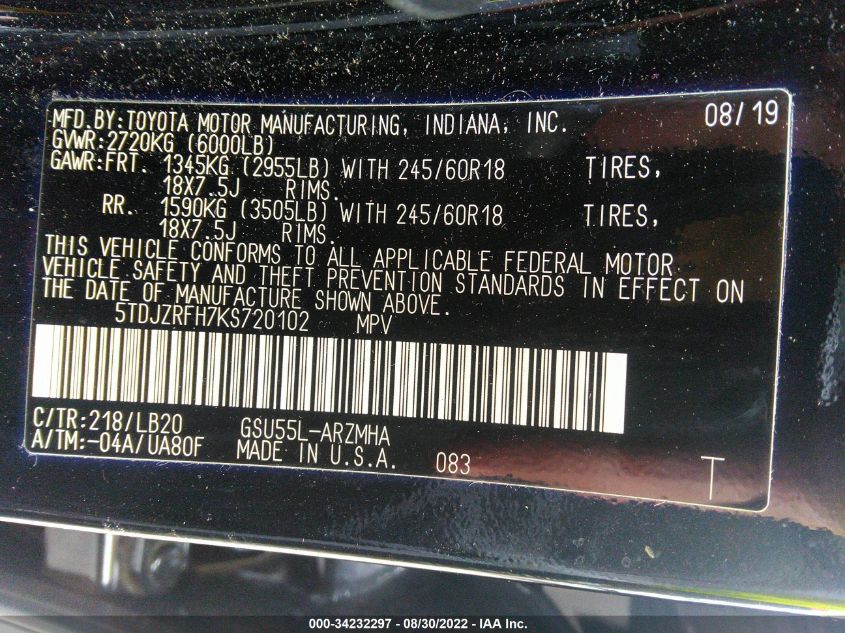 MFD.BY:TOYOTA MOTOR MANUFACTURING, INDIANA, INC. 08/19
GVWR:2720KG (6000LB)
GAWR:FRT. 1345KG (2955LB) WITH 245/60R18 TIRES,
18X7.5J RIMS.
RR. 1590KG (3505LB) WITH 245/60R18 TIRES,
18X7.5J RIMS.
THIS VEHICLE CONFORMS TO ALL APPLICABLE FEDERAL MOTOR
VEHICLE SAFETY AND THEFT PREVENTION STANDARDS IN EFFECT ON
THE DATE OF MANUFACTURE SHOWN ABOVE.
5TDJZRFH7KS720102 MPV
C/TR:218/LB20 GSU55L-ARZMHA
A/TM:-04A/UA80F MADE IN U.S.A. 083 T
000-34232297 - 08/30/2022 - IAA Inc.